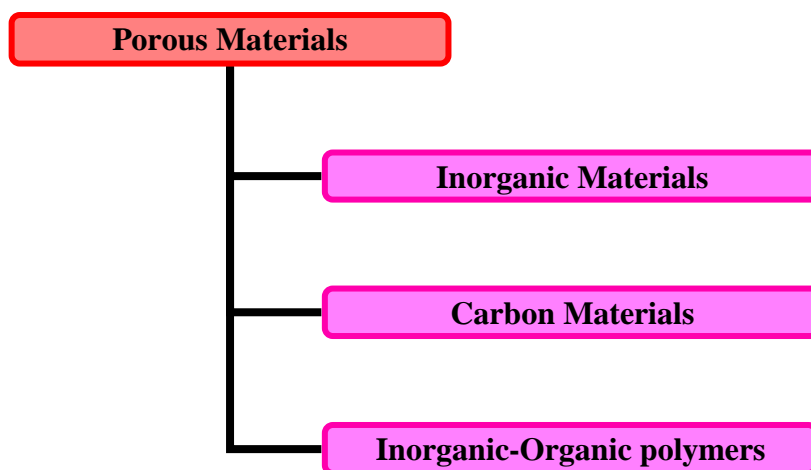 Porous Materials
Inorganic Materials
Carbon Materials
Inorganic-Organic polymers